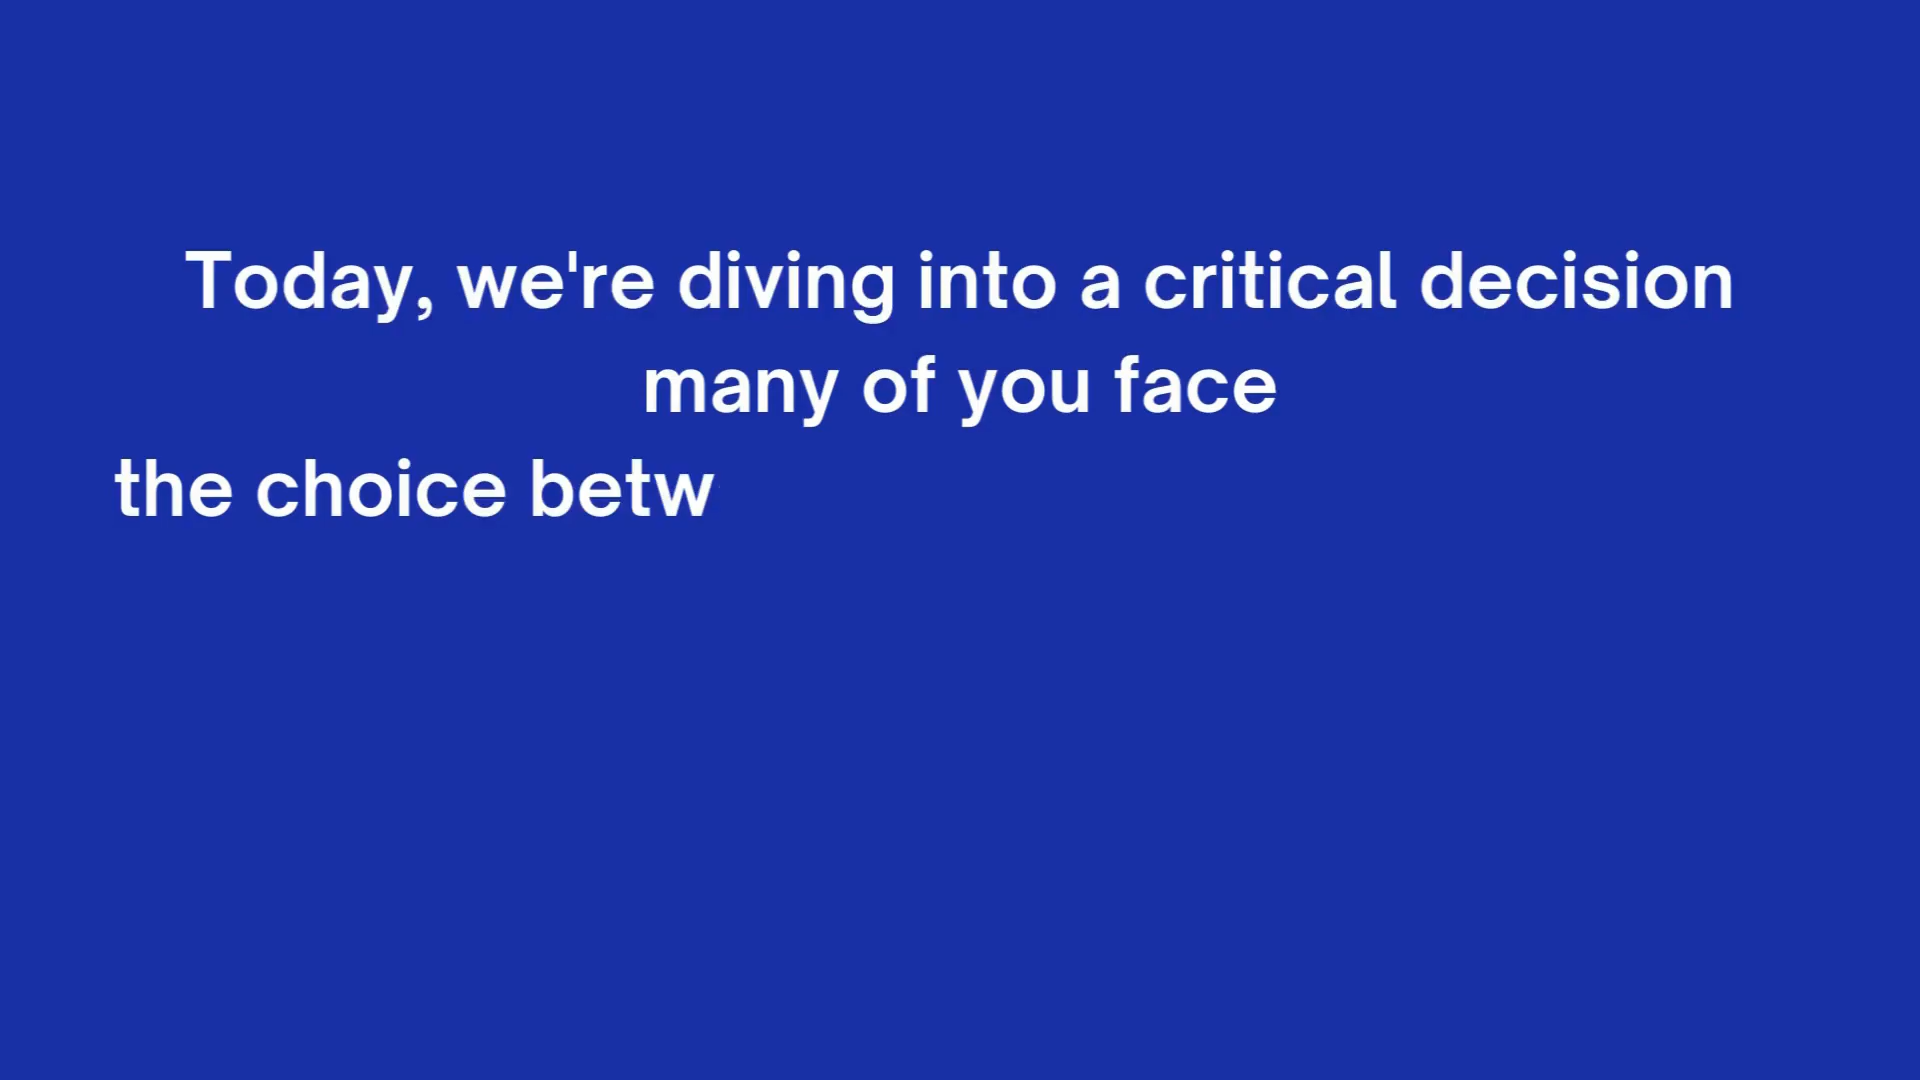 Today, we're diving into a critical decision
many of you face
the choice betw